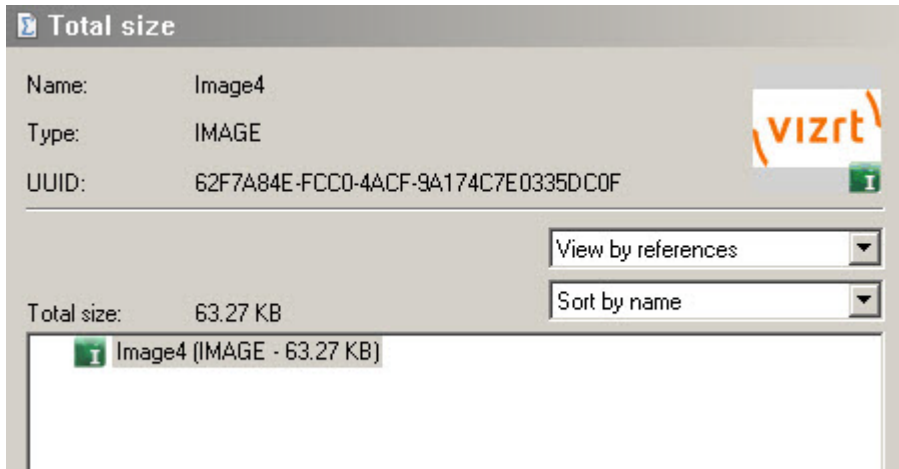 Total size
Name: Image4
vizrt
Type: IMAGE
UUID: 62F7A84E-FCC0-4ACF-9A174C7E0335DC0F
I
View by references
Sort by name
Total size: 63.27 KB
I Image4 (IMAGE - 63.27 KB)